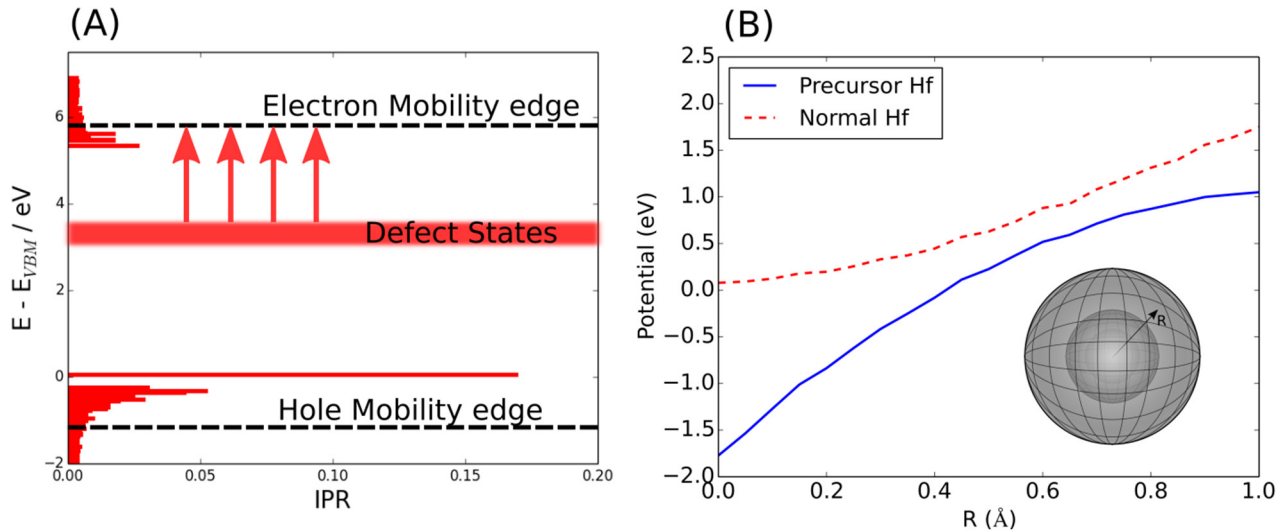 (A)
E - E_VBM / eV
6
4
2
0
−2
Electron Mobility edge
Defect States
Hole Mobility edge
0.00 0.05 0.10 0.15 0.20
IPR
(B)
Potential (eV)
2.5
2.0
1.5
1.0
0.5
0.0
−0.5
−1.0
−1.5
−2.0
Precursor Hf
Normal Hf
R
0.0 0.2 0.4 0.6 0.8 1.0
R (Å)